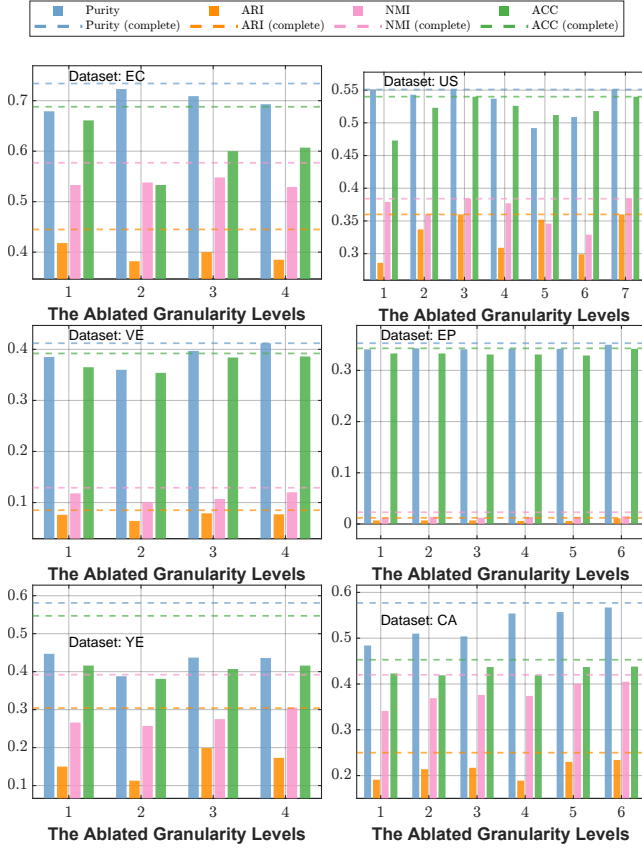 Purity ARI NMI ACC
Purity (complete) ARI (complete) NMI (complete) ACC (complete)
Dataset: EC
0.7
0.6
0.5
0.4
1 2 3 4
The Ablated Granularity Levels
Dataset: US
0.55
0.5
0.45
0.4
0.35
0.3
1 2 3 4 5 6 7
The Ablated Granularity Levels
Dataset: VE
0.4
0.3
0.2
0.1
1 2 3 4
The Ablated Granularity Levels
Dataset: EP
0.3
0.2
0.1
0
1 2 3 4 5 6
The Ablated Granularity Levels
Dataset: YE
0.6
0.5
0.4
0.3
0.2
0.1
1 2 3 4
The Ablated Granularity Levels
Dataset: CA
0.6
0.5
0.4
0.3
0.2
1 2 3 4 5 6
The Ablated Granularity Levels